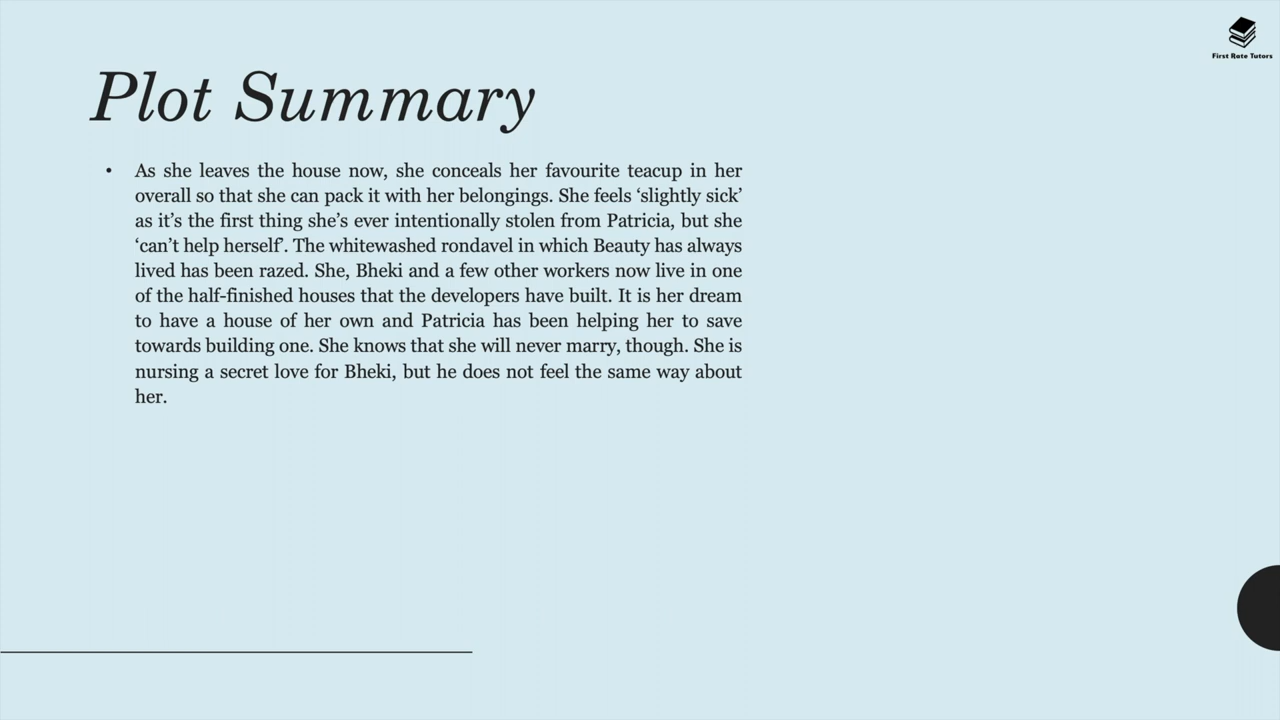 First Rate Tutors
Plot Summary
• As she leaves the house now, she conceals her favourite teacup in her
overall so that she can pack it with her belongings. She feels ‘slightly sick’
as it’s the first thing she’s ever intentionally stolen from Patricia, but she
‘can’t help herself’. The whitewashed rondavel in which Beauty has always
lived has been razed. She, Bheki and a few other workers now live in one
of the half-finished houses that the developers have built. It is her dream
to have a house of her own and Patricia has been helping her to save
towards building one. She knows that she will never marry, though. She is
nursing a secret love for Bheki, but he does not feel the same way about
her.